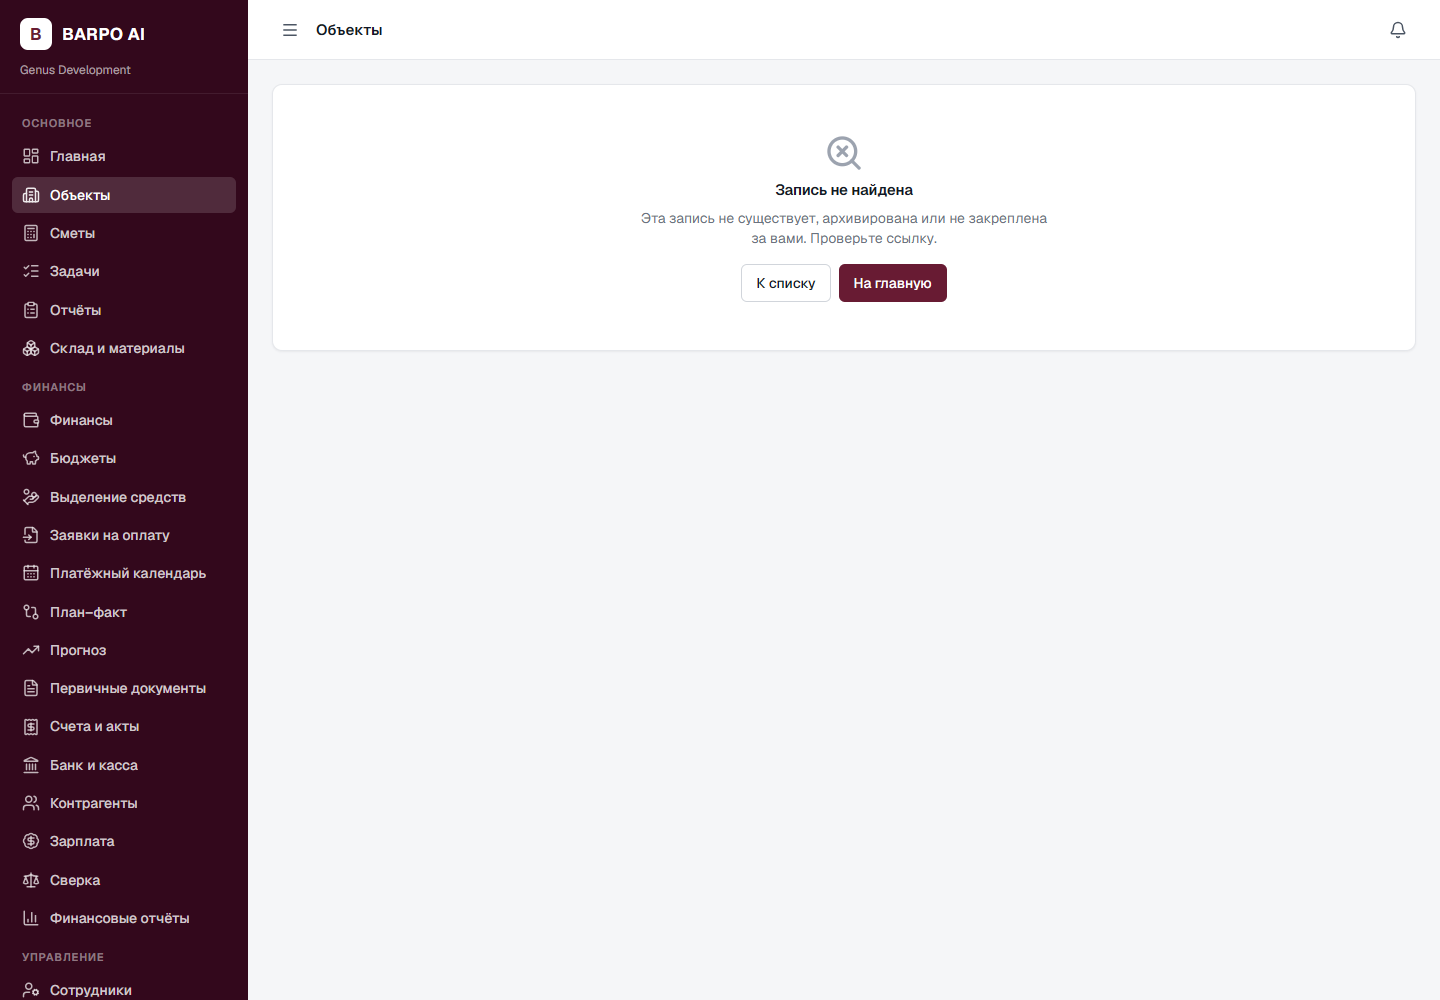 B BARPO AI
Genus Development
ОСНОВНОЕ
Главная
Объекты
Сметы
Задачи
Отчёты
Склад и материалы
ФИНАНСЫ
Финансы
Бюджеты
Выделение средств
Заявки на оплату
Платёжный календарь
План–факт
Прогноз
Первичные документы
Счета и акты
Банк и касса
Контрагенты
Зарплата
Сверка
Финансовые отчёты
УПРАВЛЕНИЕ
Сотрудники
Объекты
Запись не найдена
Эта запись не существует, архивирована или не закреплена
за вами. Проверьте ссылку.
К списку
На главную